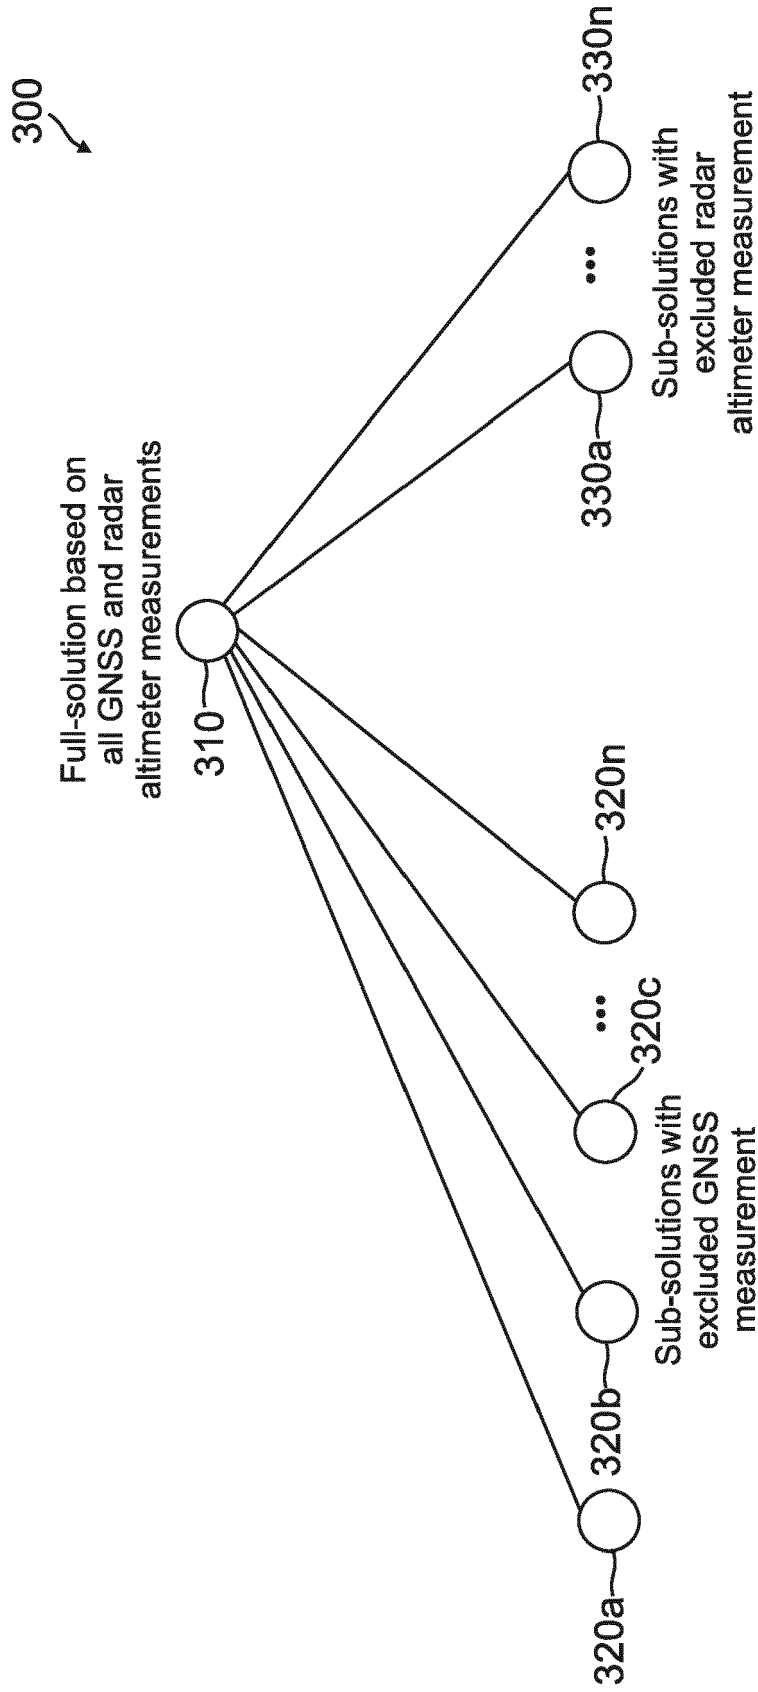 300
Full-solution based on
all GNSS and radar
altimeter measurements
310
320a
320b
320c
...
320n
330a
...
330n
Sub-solutions with
excluded GNSS
measurement
Sub-solutions with
excluded radar
altimeter measurement